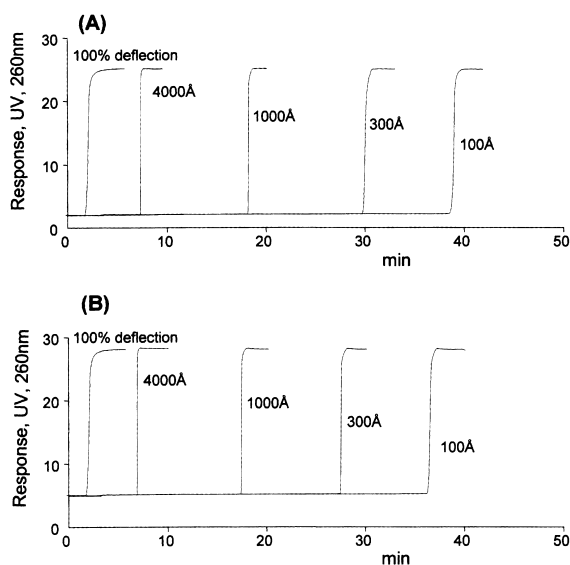 (A)
30
100% deflection
4000Å
1000Å
300Å
100Å
20
10
0
Response, UV, 260nm
0 10 20 30 40 50
min
(B)
30
100% deflection
4000Å
1000Å
300Å
100Å
20
10
0
Response, UV, 260nm
0 10 20 30 40 50
min